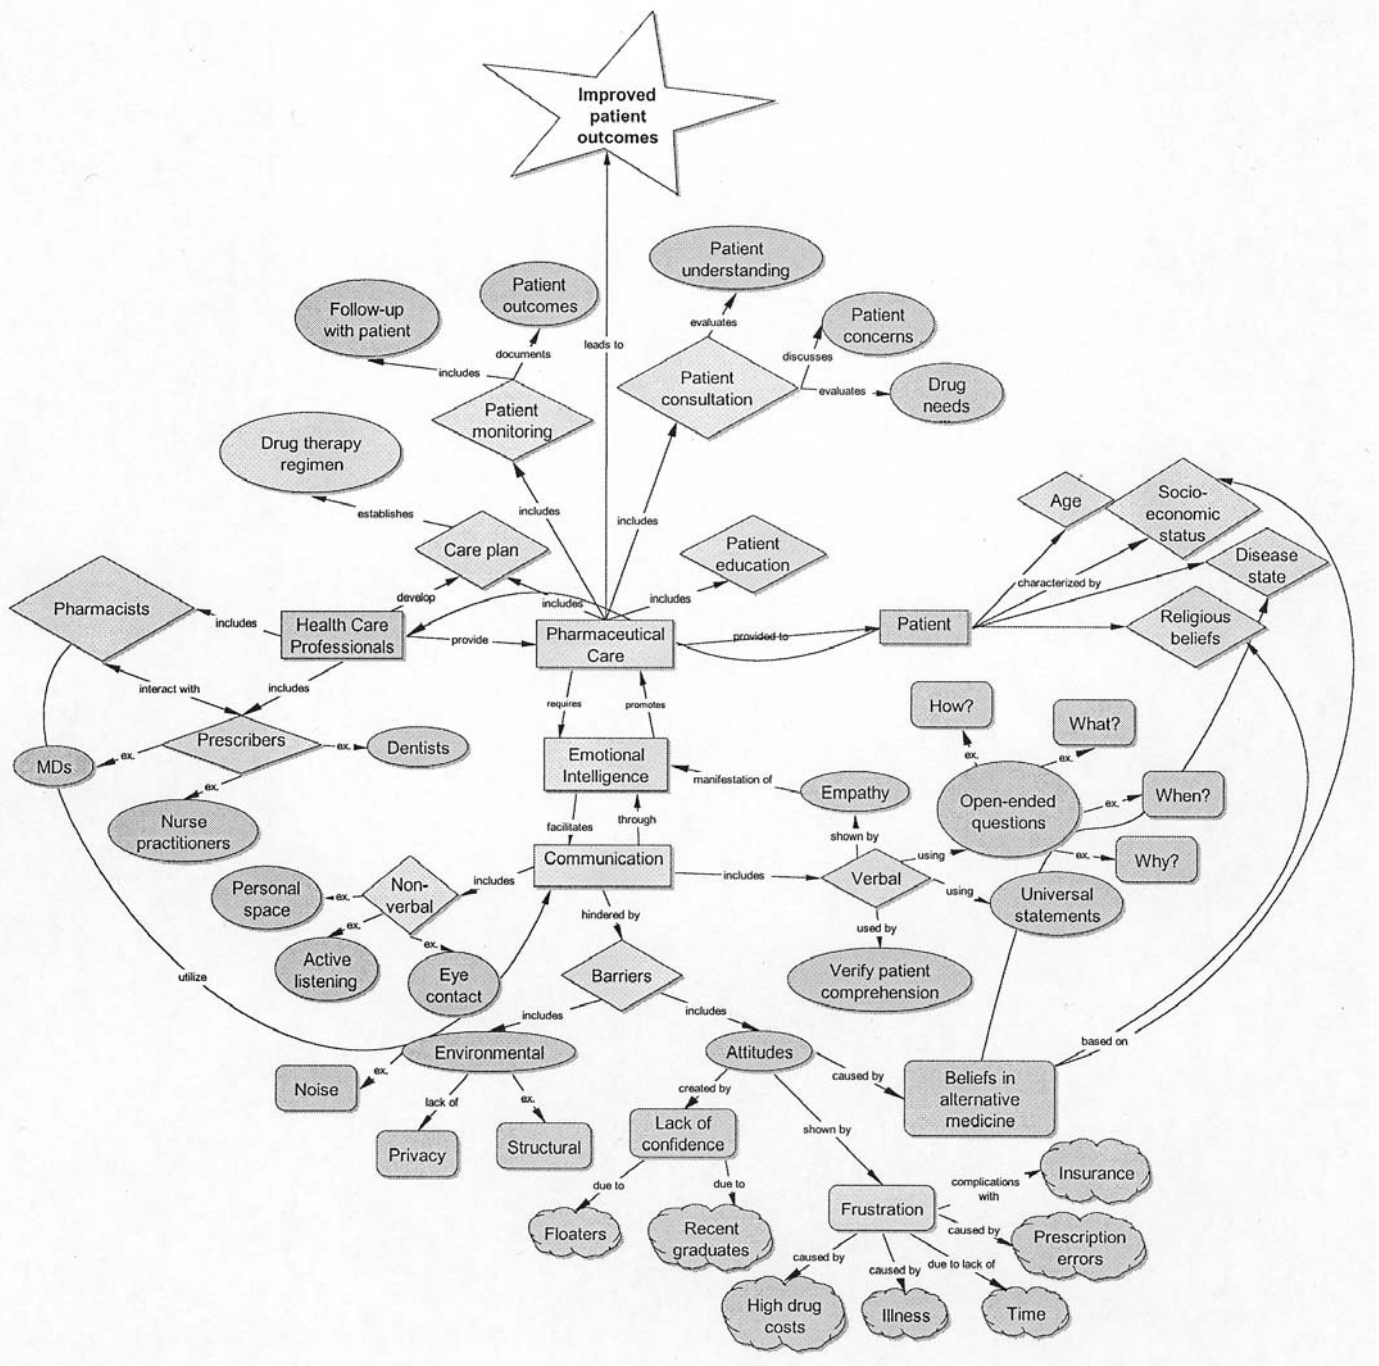 Improved
patient
outcomes
Patient
understanding
Patient
outcomes
Follow-up
with patient
Patient
concerns
evaluates
leads to
documents
includes
discusses
evaluates
Patient
consultation
Drug
needs
Patient
monitoring
Drug therapy
regimen
establishes
includes
includes
Age
Socio-
economic
status
Care plan
Patient
education
Disease
state
characterized by
develop
includes
includes
Pharmacists
includes
Health Care
Professionals
provide
Pharmaceutical
Care
provided to
Patient
Religious
beliefs
interact with
includes
requires
promotes
How?
What?
Prescribers
ex.
Dentists
ex.
ex.
MDs
ex.
Emotional
Intelligence
manifestation of
Empathy
Open-ended
questions
ex.
When?
ex.
Nurse
practitioners
facilitates
through
shown by
using
ex.
Why?
Communication
includes
Verbal
includes
Non-
verbal
ex.
Personal
space
using
Universal
statements
hindered by
used by
ex.
ex.
Active
listening
Eye
contact
Barriers
Verify patient
comprehension
utilize
includes
includes
Environmental
Attitudes
based on
ex.
Noise
caused by
Beliefs in
alternative
medicine
lack of
ex.
created by
Privacy
Structural
Lack of
confidence
shown by
due to
due to
complications
with
Insurance
Frustration
Floaters
Recent
graduates
caused by
Prescription
errors
caused by
caused by
due to lack of
High drug
costs
Illness
Time